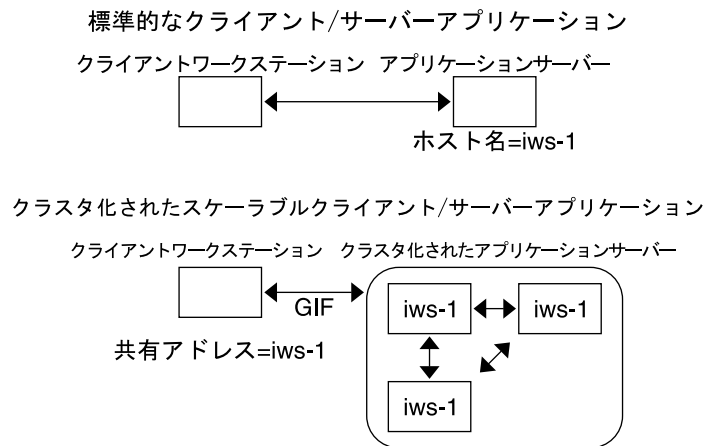 標準的なクライアント/サーバーアプリケーション
クライアントワークステーション アプリケーションサーバー
ホスト名=iws-1
クラスタ化されたスケーラブルクライアント/サーバーアプリケーション
クライアントワークステーション クラスタ化されたアプリケーションサーバー
GIF
iws-1 iws-1
共有アドレス=iws-1
iws-1